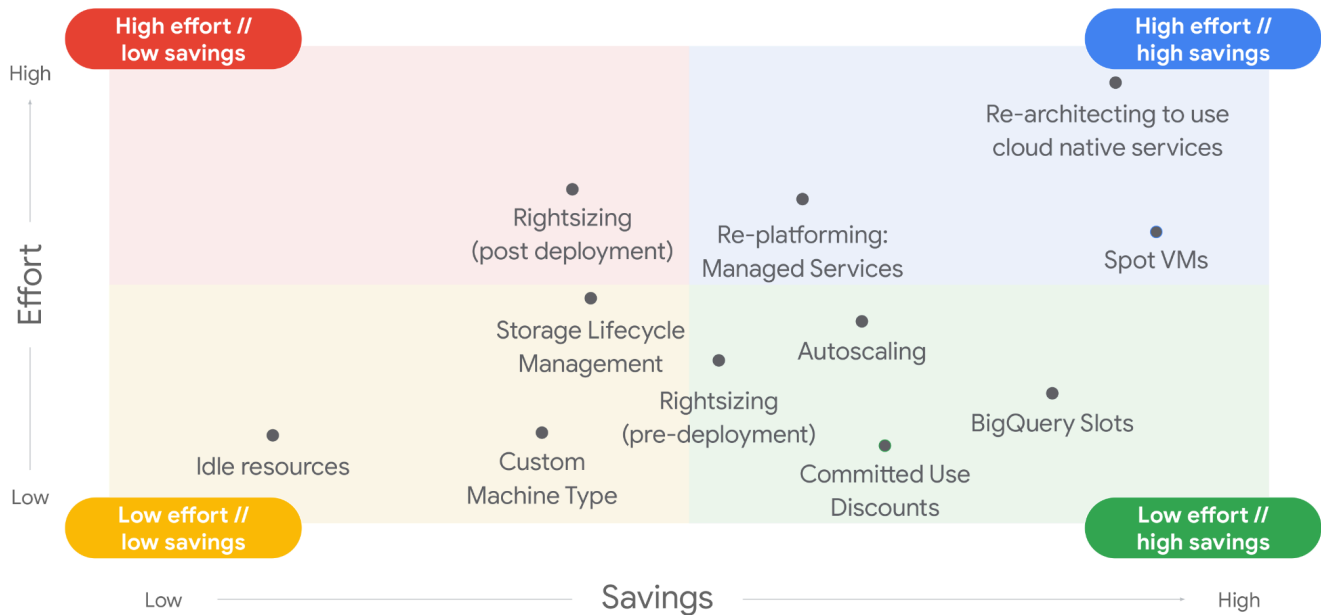 High effort //
low savings
High effort //
high savings
High
Re-architecting to use
cloud native services
Rightsizing
(post deployment)
Re-platforming:
Managed Services
Spot VMs
Effort
Storage Lifecycle
Management
Autoscaling
Rightsizing
(pre-deployment)
BigQuery Slots
Idle resources
Custom
Machine Type
Committed Use
Discounts
Low
Low effort //
low savings
Low effort //
high savings
Low
Savings
High